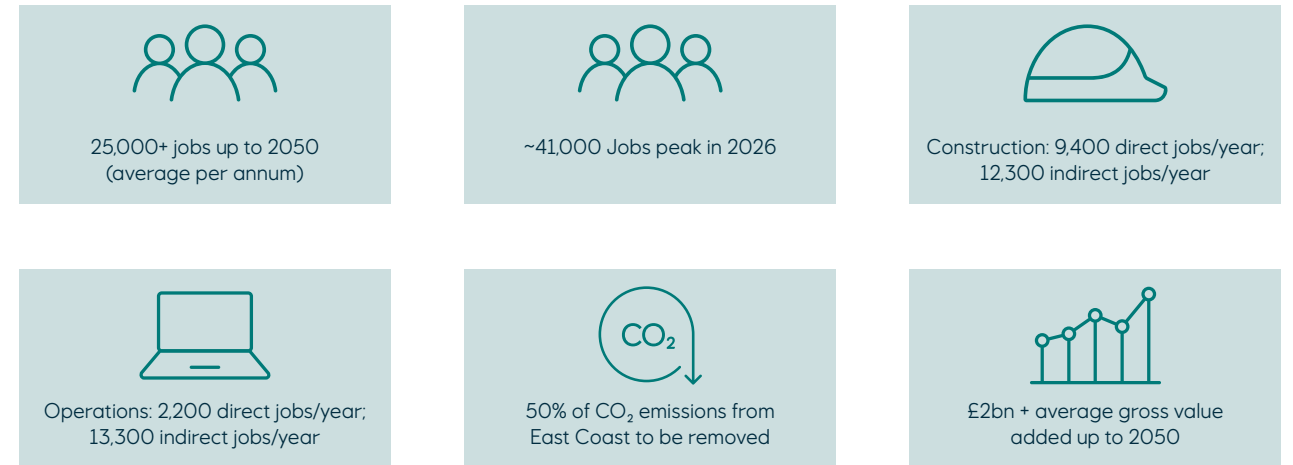 25,000+ jobs up to 2050
(average per annum)
~41,000 Jobs peak in 2026
Construction: 9,400 direct jobs/year;
12,300 indirect jobs/year
Operations: 2,200 direct jobs/year;
13,300 indirect jobs/year
CO₂
50% of CO₂ emissions from
East Coast to be removed
£2bn + average gross value
added up to 2050